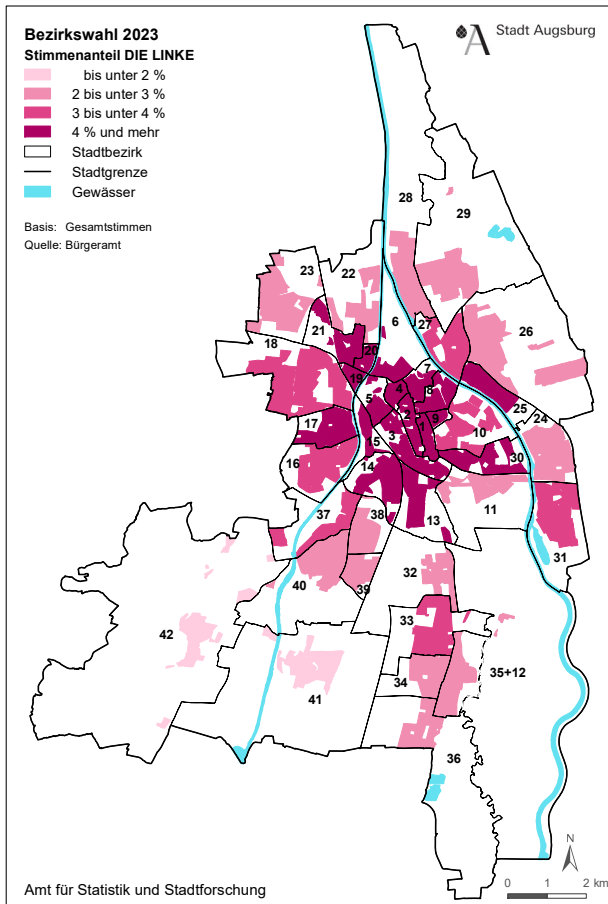 Bezirkswahl 2023
Stimmenanteil DIE LINKE
bis unter 2 %
2 bis unter 3 %
3 bis unter 4 %
4 % und mehr
Stadtbezirk
Stadtgrenze
Gewässer
Basis: Gesamtstimmen
Quelle: Bürgeramt
Stadt Augsburg
28
29
23
22
6
27
21
26
18
20
7
19
4
8
5
25
2
9
24
17
1
3
10
15
30
16
14
37
38
11
13
31
32
40
39
33
42
35+12
34
41
36
N
0 1 2 km
Amt für Statistik und Stadtforschung